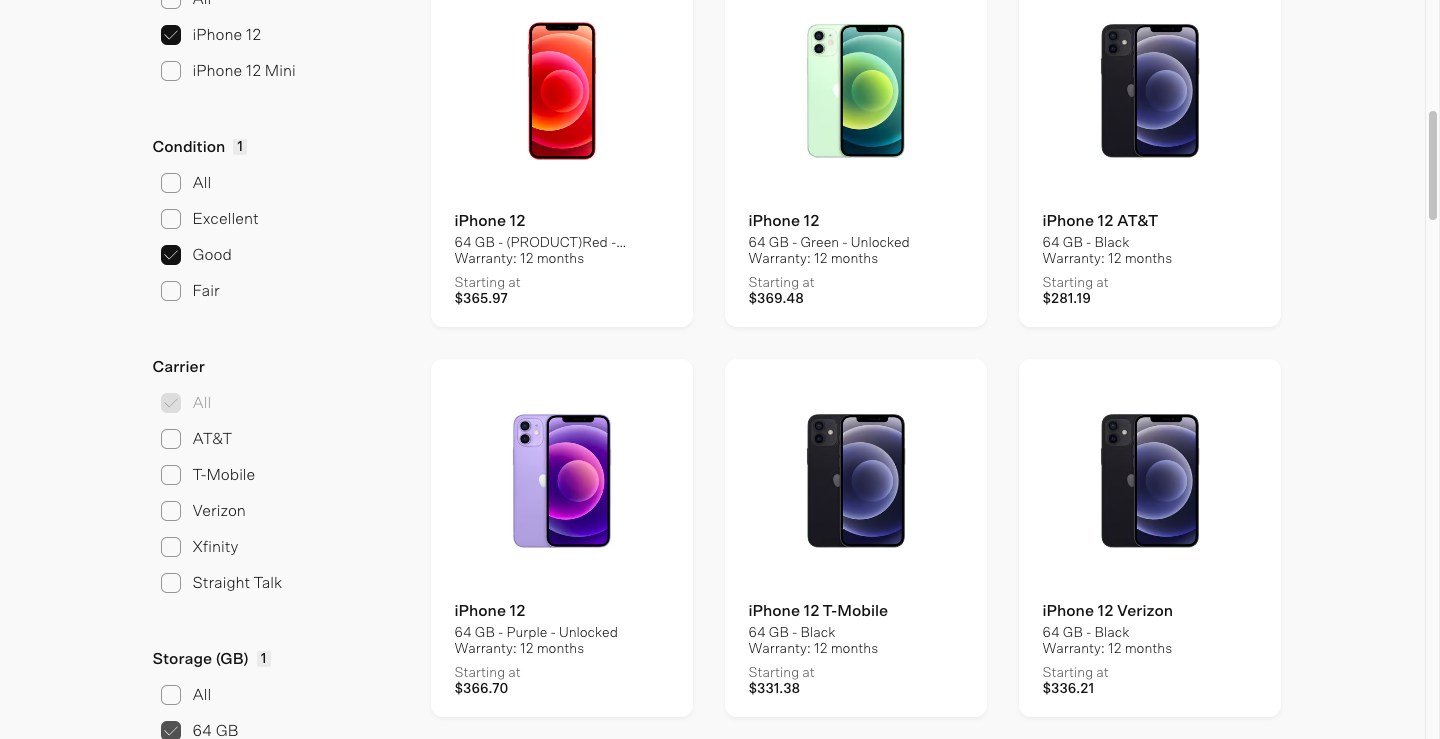 All
iPhone 12
iPhone 12 Mini
Condition 1
All
Excellent
Good
Fair
Carrier
All
AT&T
T-Mobile
Verizon
Xfinity
Straight Talk
Storage (GB) 1
All
64 GB
iPhone 12
64 GB - (PRODUCT)Red -...
Warranty: 12 months
Starting at
$365.97
iPhone 12
64 GB - Green - Unlocked
Warranty: 12 months
Starting at
$369.48
iPhone 12 AT&T
64 GB - Black
Warranty: 12 months
Starting at
$281.19
iPhone 12
64 GB - Purple - Unlocked
Warranty: 12 months
Starting at
$366.70
iPhone 12 T-Mobile
64 GB - Black
Warranty: 12 months
Starting at
$331.38
iPhone 12 Verizon
64 GB - Black
Warranty: 12 months
Starting at
$336.21